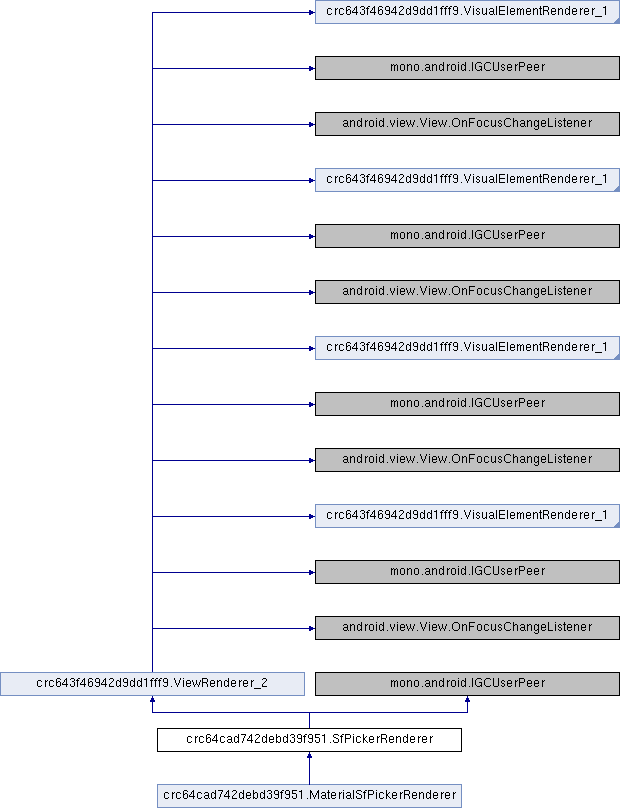 crc643f46942d9dd1fff9.VisualElementRenderer_1
mono.android.IGCUserPeer
android.view.View.OnFocusChangeListener
crc643f46942d9dd1fff9.VisualElementRenderer_1
mono.android.IGCUserPeer
android.view.View.OnFocusChangeListener
crc643f46942d9dd1fff9.VisualElementRenderer_1
mono.android.IGCUserPeer
android.view.View.OnFocusChangeListener
crc643f46942d9dd1fff9.VisualElementRenderer_1
mono.android.IGCUserPeer
android.view.View.OnFocusChangeListener
crc643f46942d9dd1fff9.ViewRenderer_2
mono.android.IGCUserPeer
crc64cad742debd39f951.SfPickerRenderer
crc64cad742debd39f951.MaterialSfPickerRenderer